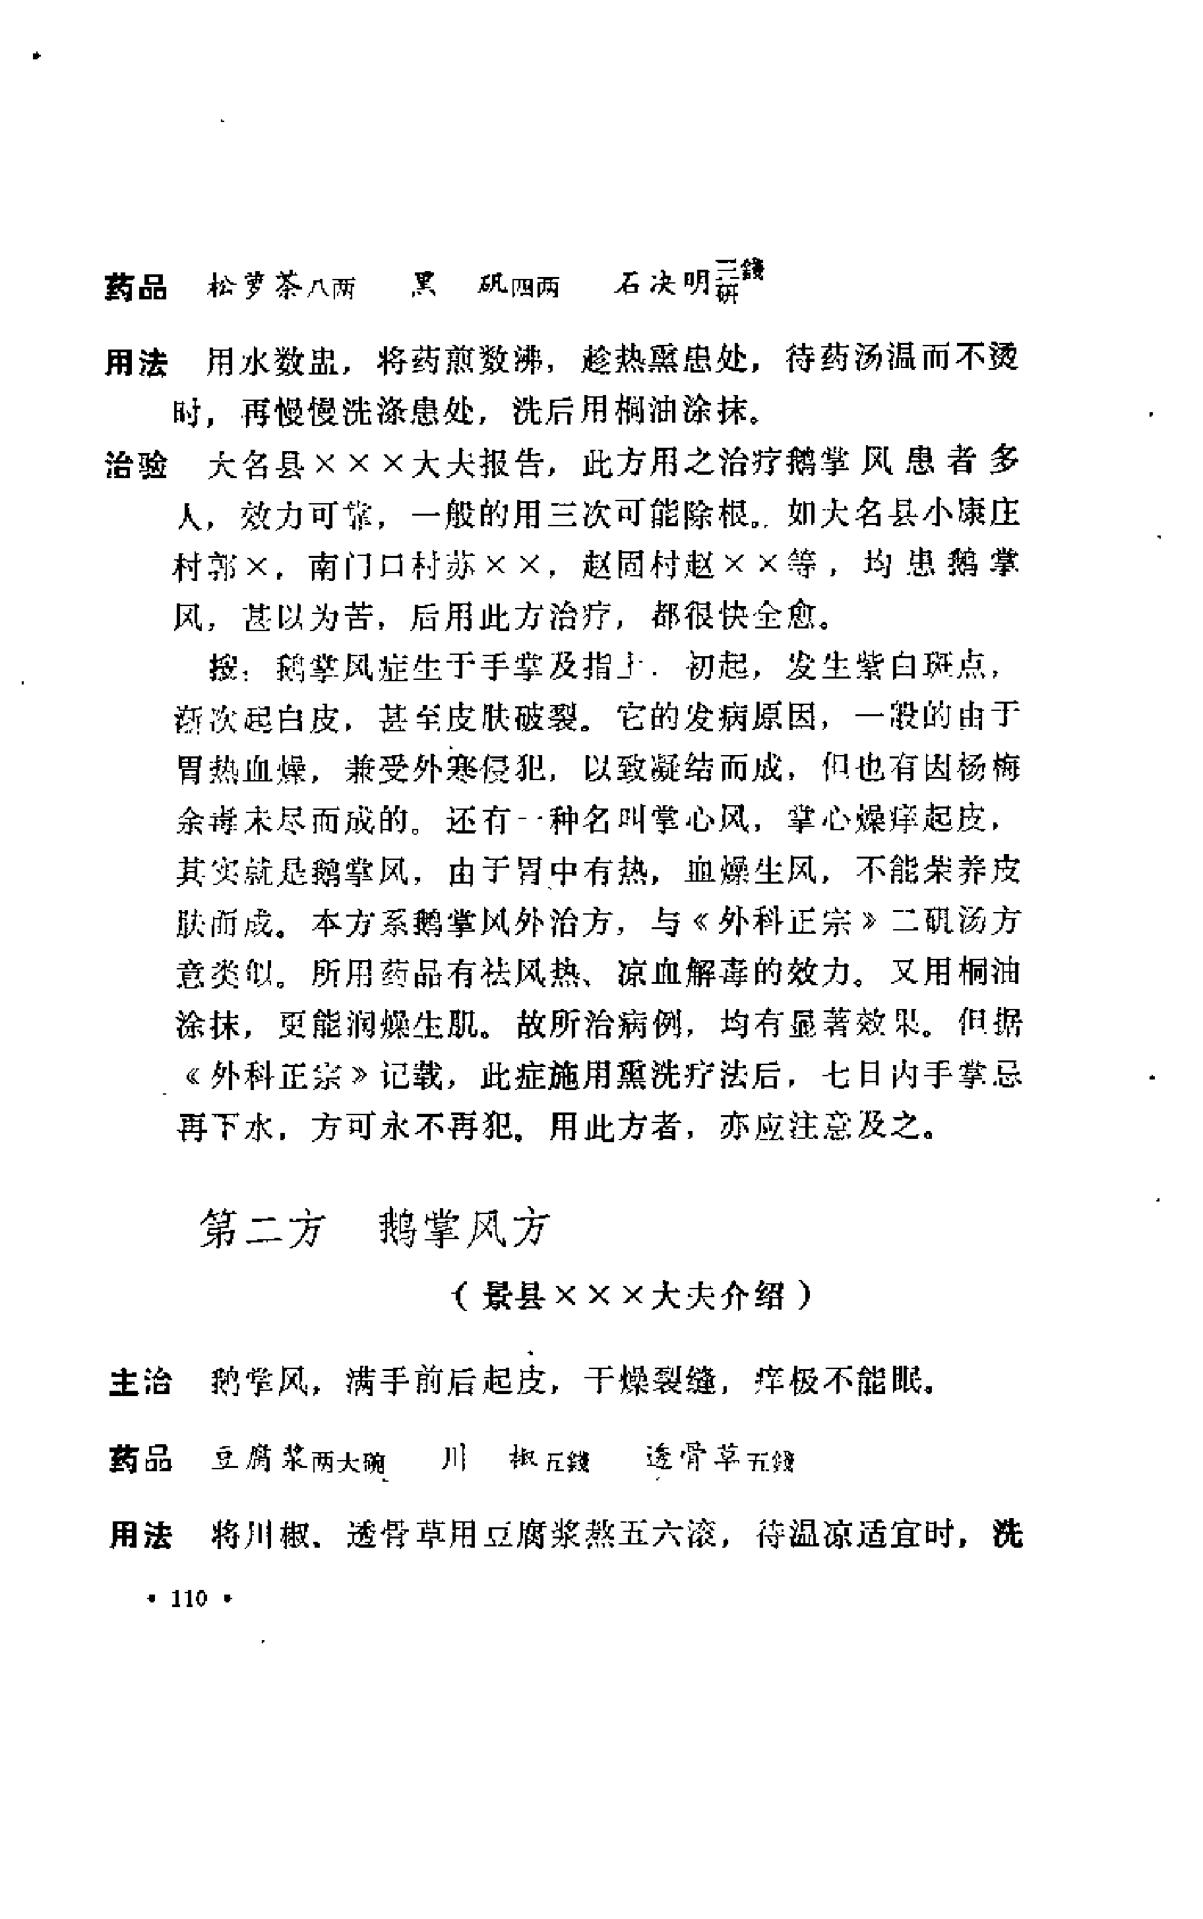 药品　松萝茶八两　黑　矾四两　石决明三錢研
用法　用水数盅，将药煎数沸，趁热熏患处，待药汤温而不烫
时，再慢慢洗涤患处，洗后用桐油涂抹。
治验　大名县×××大夫报告，此方用之治疗鹅掌风患者多
人，效力可靠，一般的用三次可能除根。如大名县小康庄
村郭×，南门口村苏××，赵固村赵××等，均患鹅掌
风，甚以为苦，后用此方治疗，都很快全愈。
按：鹅掌风症生于手掌及指上．初起，发生紫白斑点，
渐次起白皮，甚至皮肤破裂。它的发病原因，一般的由于
胃热血燥，兼受外寒侵犯，以致凝结而成，但也有因杨梅
余毒未尽而成的。还有一种名叫掌心风，掌心燥痒起皮，
其实就是鹅掌风，由于胃中有热，血燥生风，不能荣养皮
肤而成。本方系鹅掌风外治方，与《外科正宗》二矾汤方
意类似。所用药品有祛风热、凉血解毒的效力。又用桐油
涂抹，更能润燥生肌。故所治病例，均有显著效果。但据
《外科正宗》记载，此症施用熏洗疗法后，七日内手掌忌
再下水，方可永不再犯。用此方者，亦应注意及之。
第二方　鹅掌风方
（景县×××大夫介绍）
主治　鹅掌风，满手前后起皮，干燥裂缝，痒极不能眠。
药品　豆腐浆两大碗　川　椒五錢　透骨草五錢
用法　将川椒、透骨草用豆腐浆熬五六滚，待温凉适宜时，洗
• 110 •